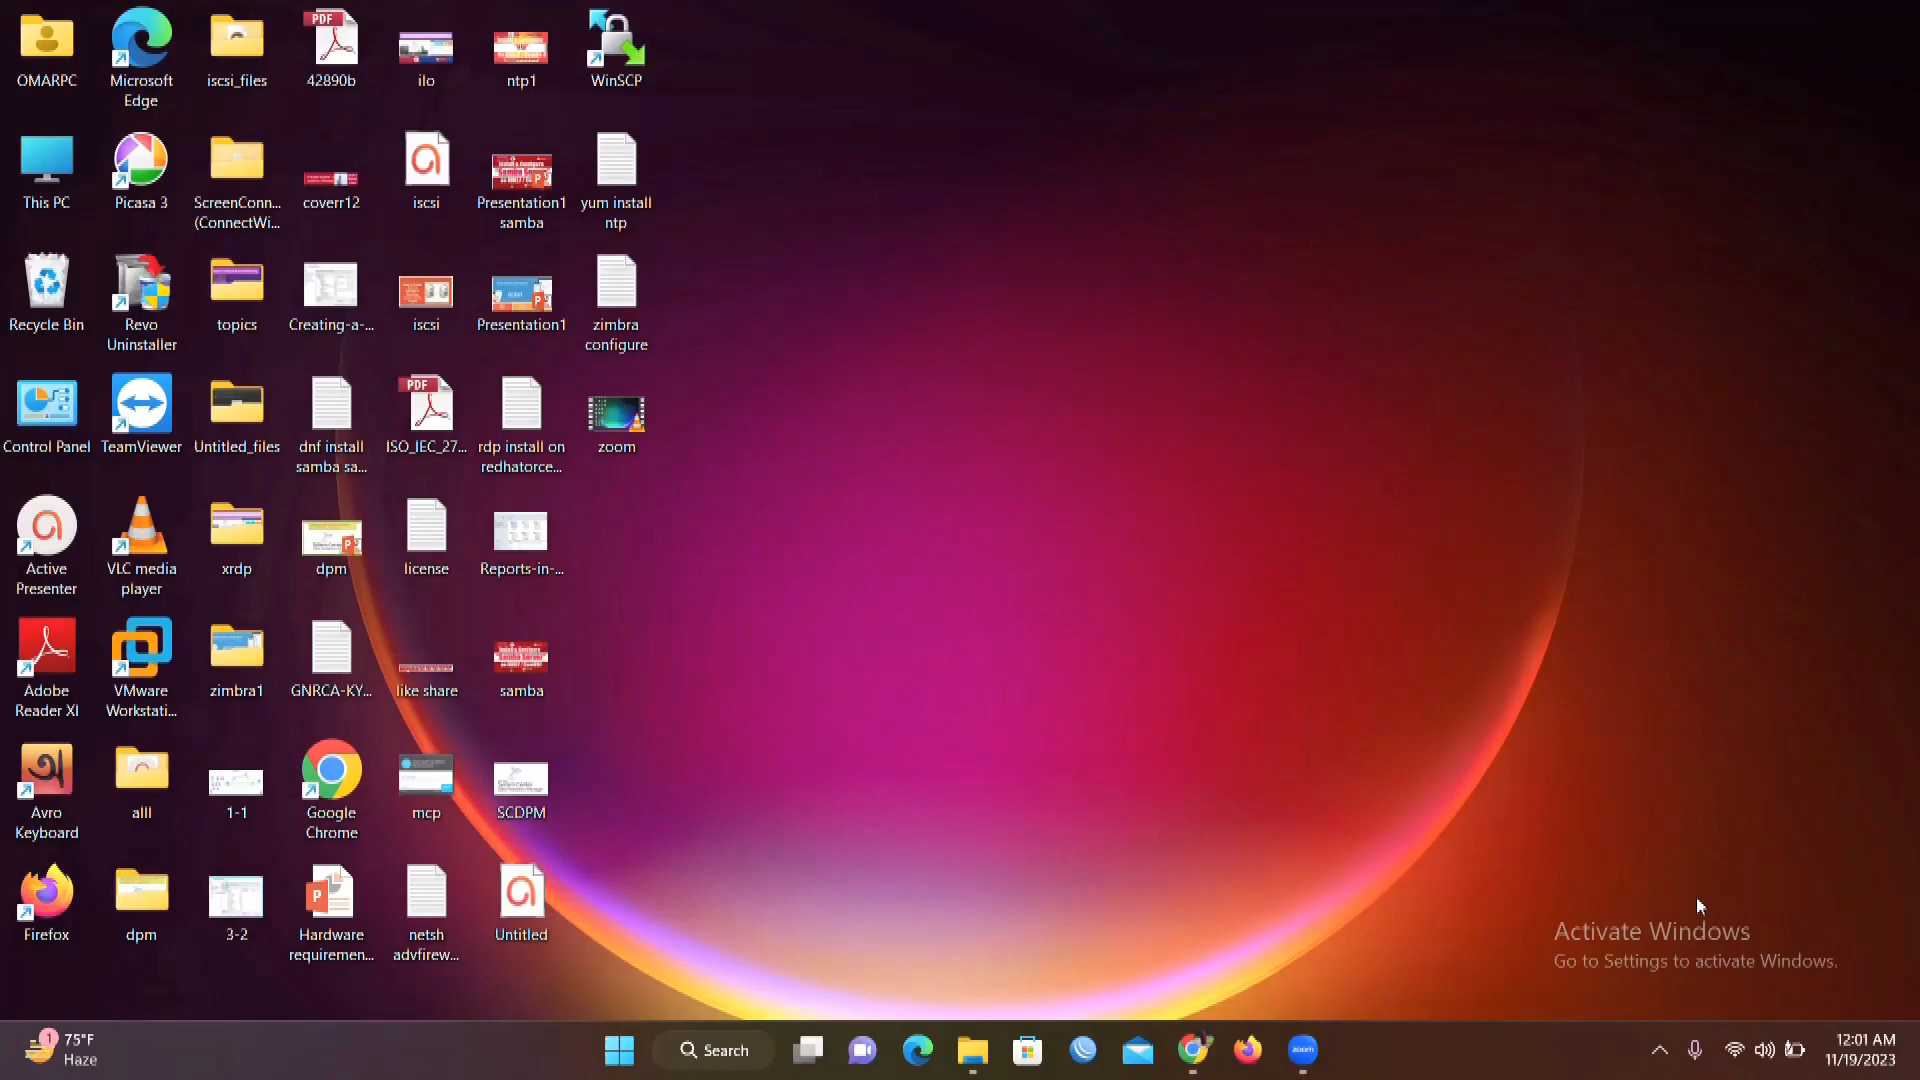 OMARPC
Microsoft
Edge
iscsi_files
PDF
42890b
ilo
ntp1
WinSCP
This PC
Picasa 3
ScreenConn...
(ConnectWi...
coverr12
iscsi
Presentation1
samba
yum install
ntp
Recycle Bin
Revo
Uninstaller
topics
Creating-a-...
iscsi
Presentation1
zimbra
configure
Control Panel
TeamViewer
Untitled_files
dnf install
samba sa...
PDF
ISO_IEC_27...
rdp install on
redhatorce...
zoom
Active
Presenter
VLC media
player
xrdp
dpm
license
Reports-in-...
Adobe
Reader XI
VMware
Workstati...
zimbra1
GNRCA-KY...
like share
samba
Avro
Keyboard
alll
1-1
Google
Chrome
mcp
SCDPM
Firefox
dpm
3-2
Hardware
requiremen...
netsh
advfirew...
Untitled
Activate Windows
Go to Settings to activate Windows.
1
75°F
Haze
Search
zoom
12:01 AM
11/19/2023